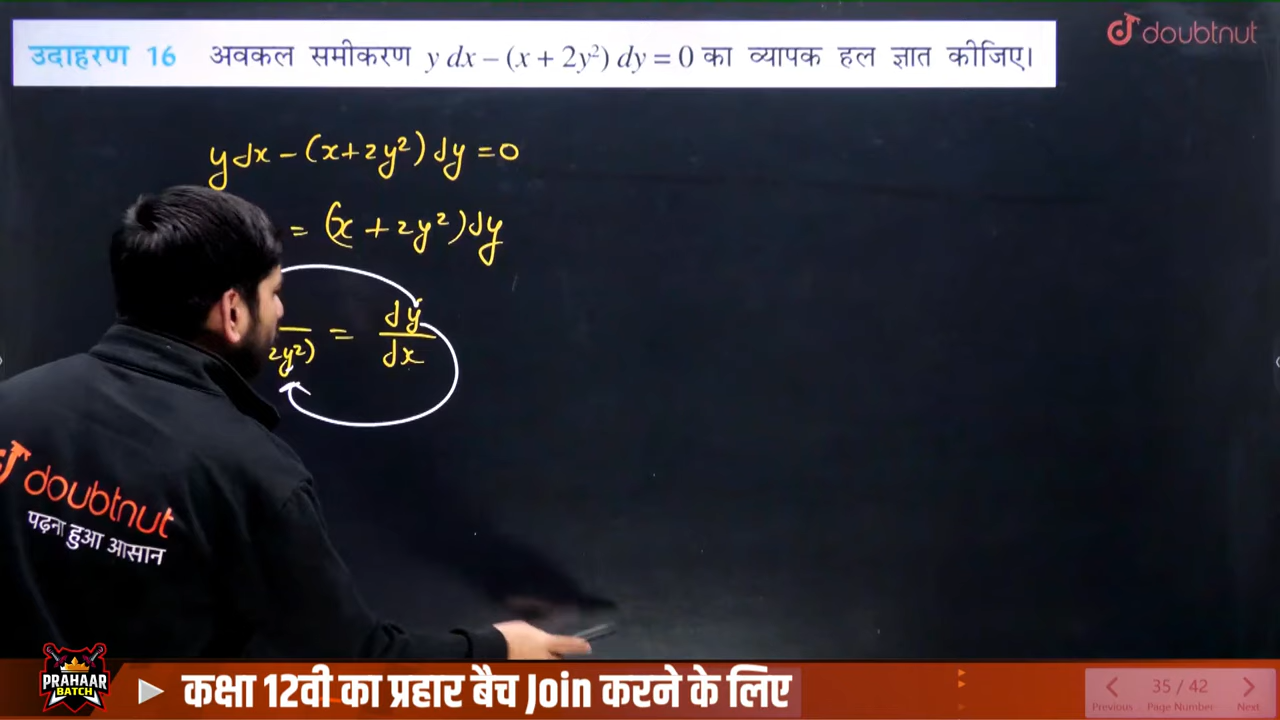 उदाहरण 16 अवकल समीकरण y dx – (x + 2y²) dy = 0 का व्यापक हल ज्ञात कीजिए।
doubtnut
ydx – (x+2y²) dy = 0
= (x + 2y²) dy
2y²) = dy/dx
doubtnut
पढ़ना हुआ आसान
PRAHAAR BATCH
कक्षा 12वी का प्रहार बैच Join करने के लिए
35 / 42
Previous Page Number Next